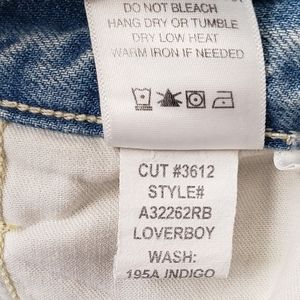 DO NOT BLEACH
HANG DRY OR TUMBLE
DRY LOW HEAT
WARM IRON IF NEEDED
CUT #3612
STYLE#
A32262RB
LOVERBOY
WASH:
195A INDIGO